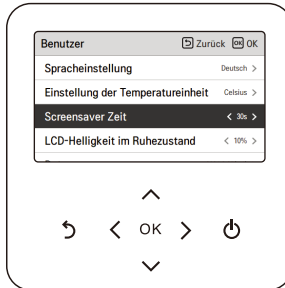 Benutzer Zurück OK OK
Spracheinstellung Deutsch >
Einstellung der Temperatureinheit Celsius >
Screensaver Zeit < 30s >
LCD-Helligkeit im Ruhezustand < 10% >
OK